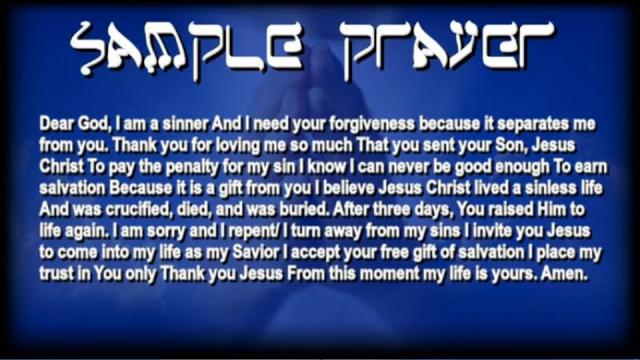 SAMPLE PRAYER
Dear God, I am a sinner And I need your forgiveness because it separates me
from you. Thank you for loving me so much That you sent your Son, Jesus
Christ To pay the penalty for my sin I know I can never be good enough To earn
salvation Because it is a gift from you I believe Jesus Christ lived a sinless life
And was crucified, died, and was buried. After three days, You raised Him to
life again. I am sorry and I repent/ I turn away from my sins I invite you Jesus
to come into my life as my Savior I accept your free gift of salvation I place my
trust in You only Thank you Jesus From this moment my life is yours. Amen.